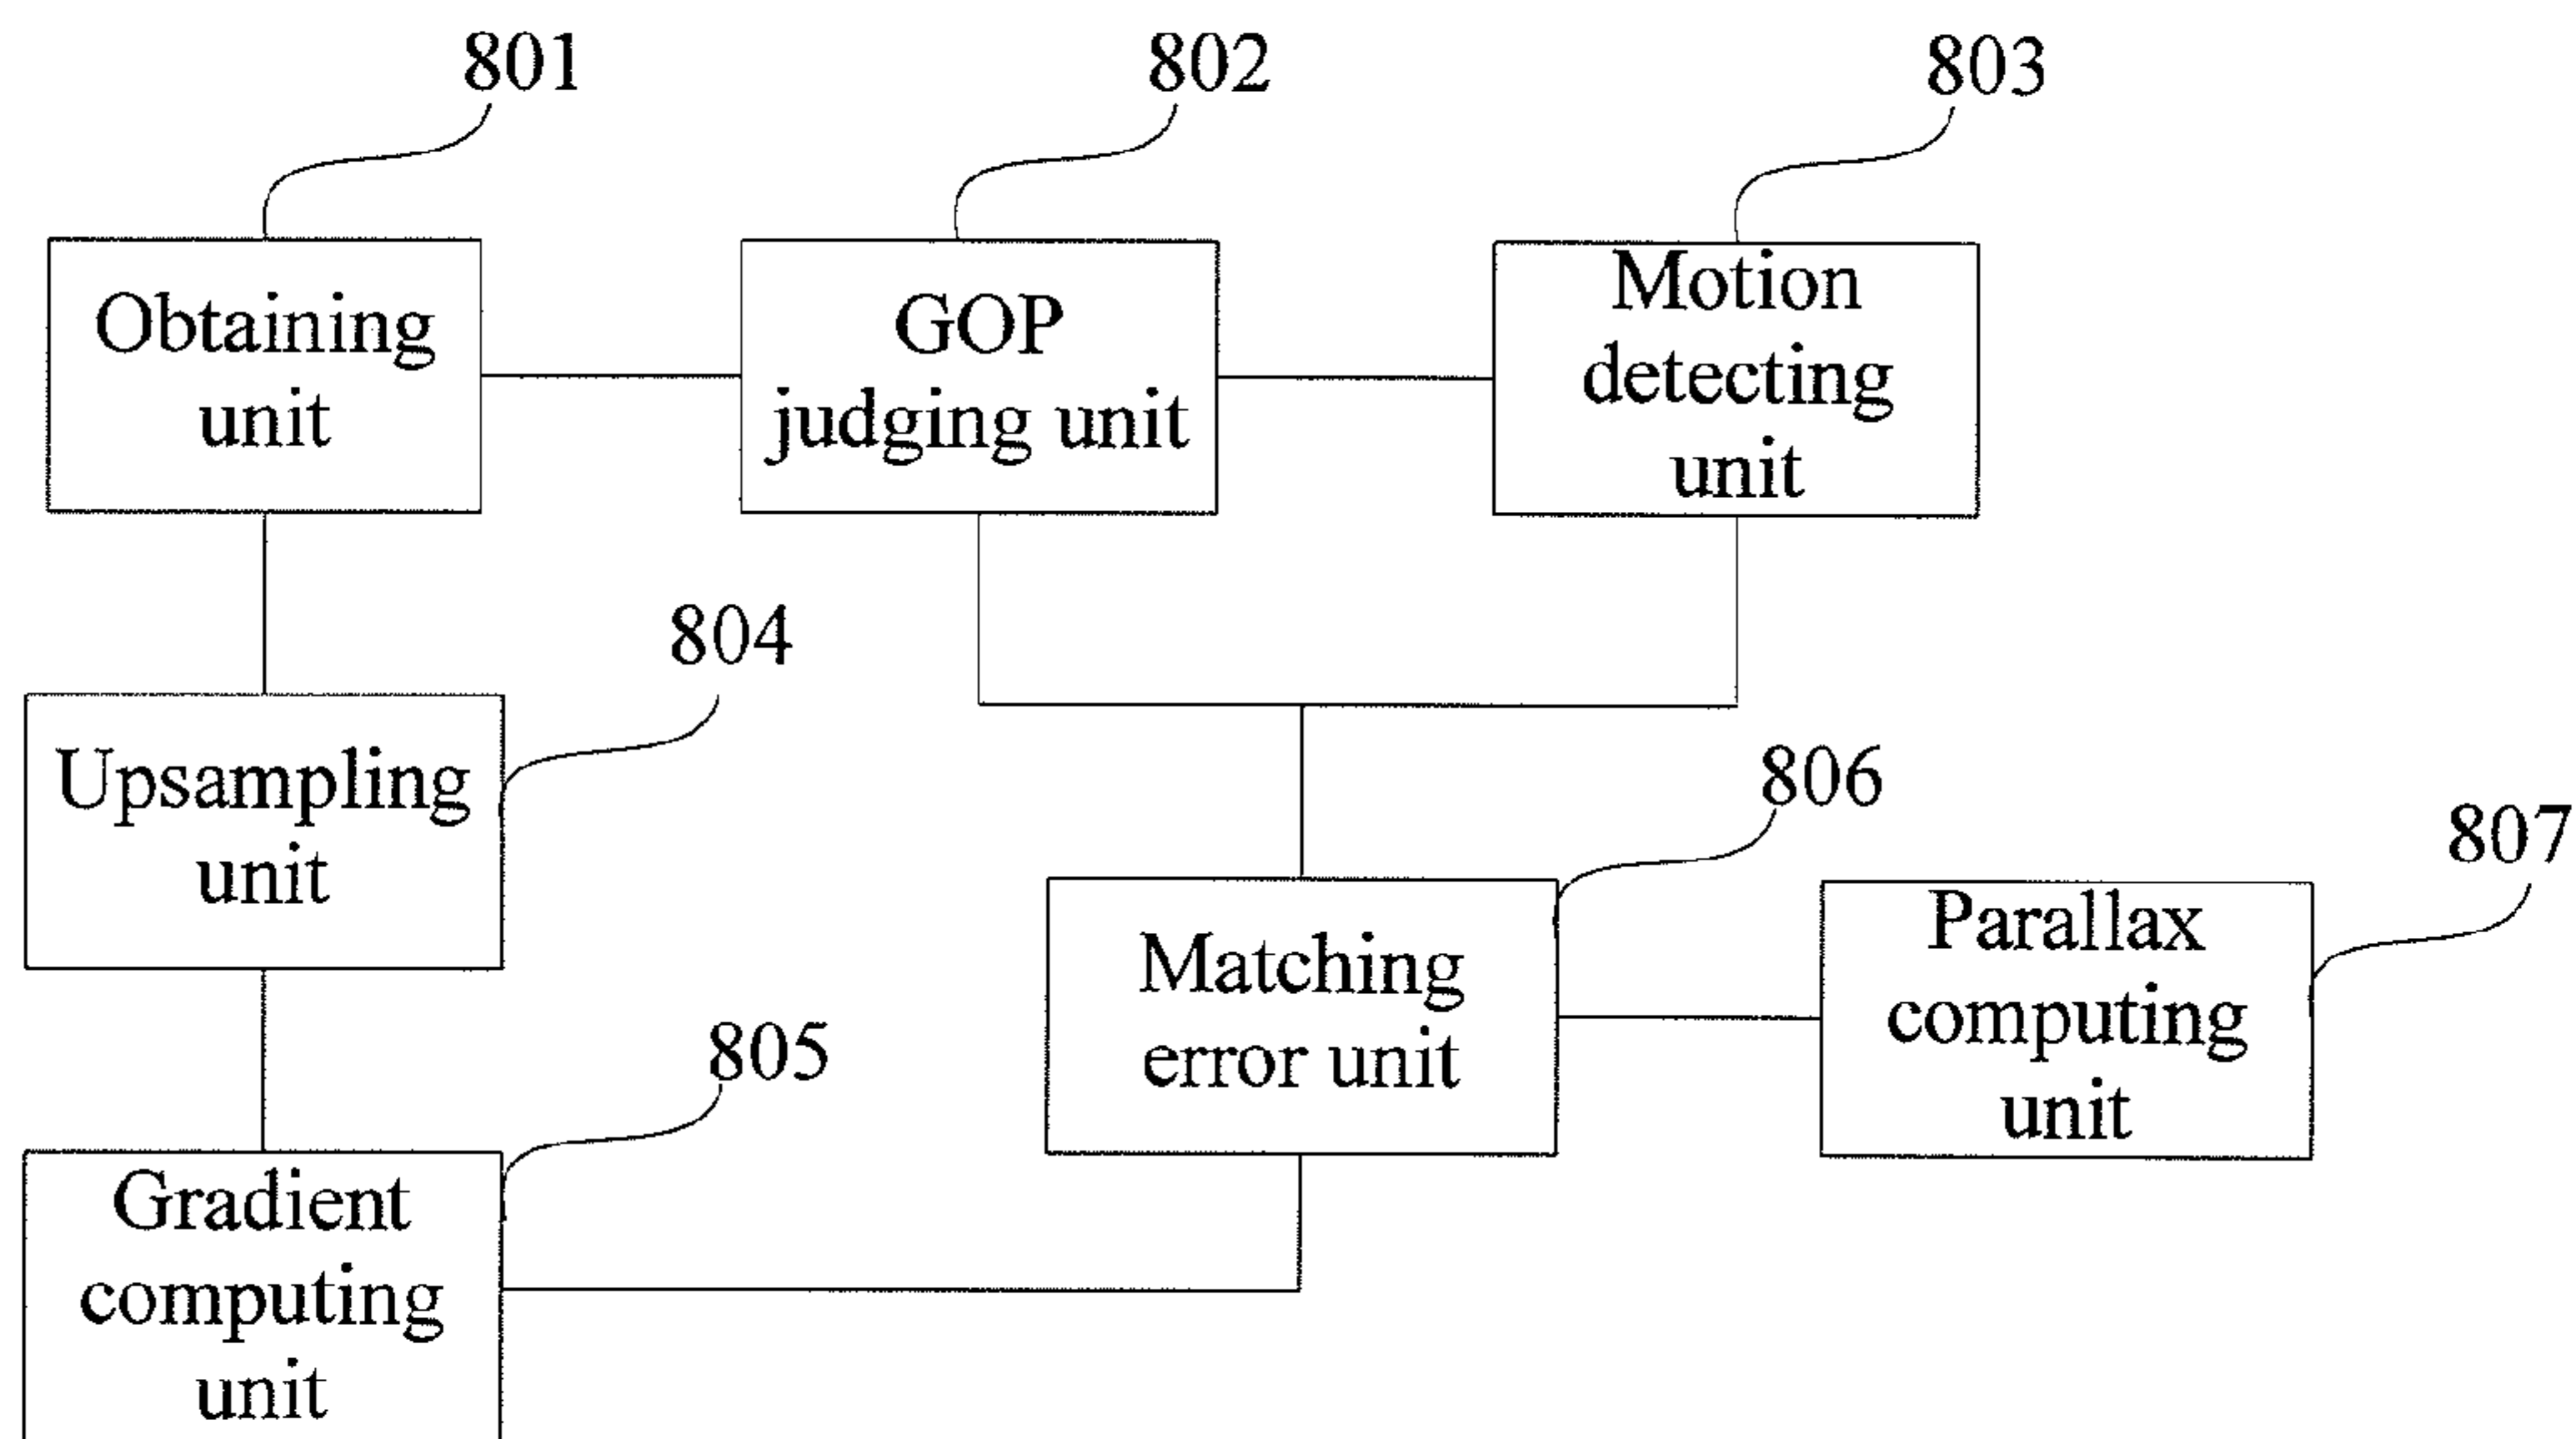 801
802
803
Obtaining
unit
GOP
judging unit
Motion
detecting
unit
804
Upsampling
unit
806
807
Matching
error unit
Parallax
computing
unit
805
Gradient
computing
unit